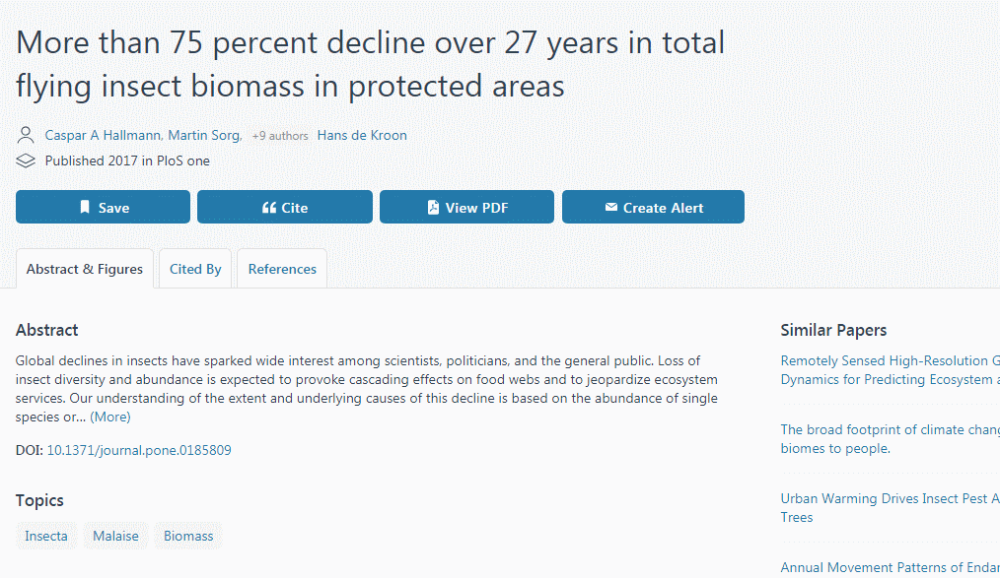 More than 75 percent decline over 27 years in total
flying insect biomass in protected areas
Caspar A Hallmann, Martin Sorg, +9 authors Hans de Kroon
Published 2017 in PloS one
Save
Cite
View PDF
Create Alert
Abstract & Figures
Cited By
References
Abstract
Global declines in insects have sparked wide interest among scientists, politicians, and the general public. Loss of
insect diversity and abundance is expected to provoke cascading effects on food webs and to jeopardize ecosystem
services. Our understanding of the extent and underlying causes of this decline is based on the abundance of single
species or... (More)
DOI: 10.1371/journal.pone.0185809
Topics
Insecta
Malaise
Biomass
Similar Papers
Remotely Sensed High-Resolution G
Dynamics for Predicting Ecosystem a
The broad footprint of climate chang
biomes to people.
Urban Warming Drives Insect Pest A
Trees
Annual Movement Patterns of Endan